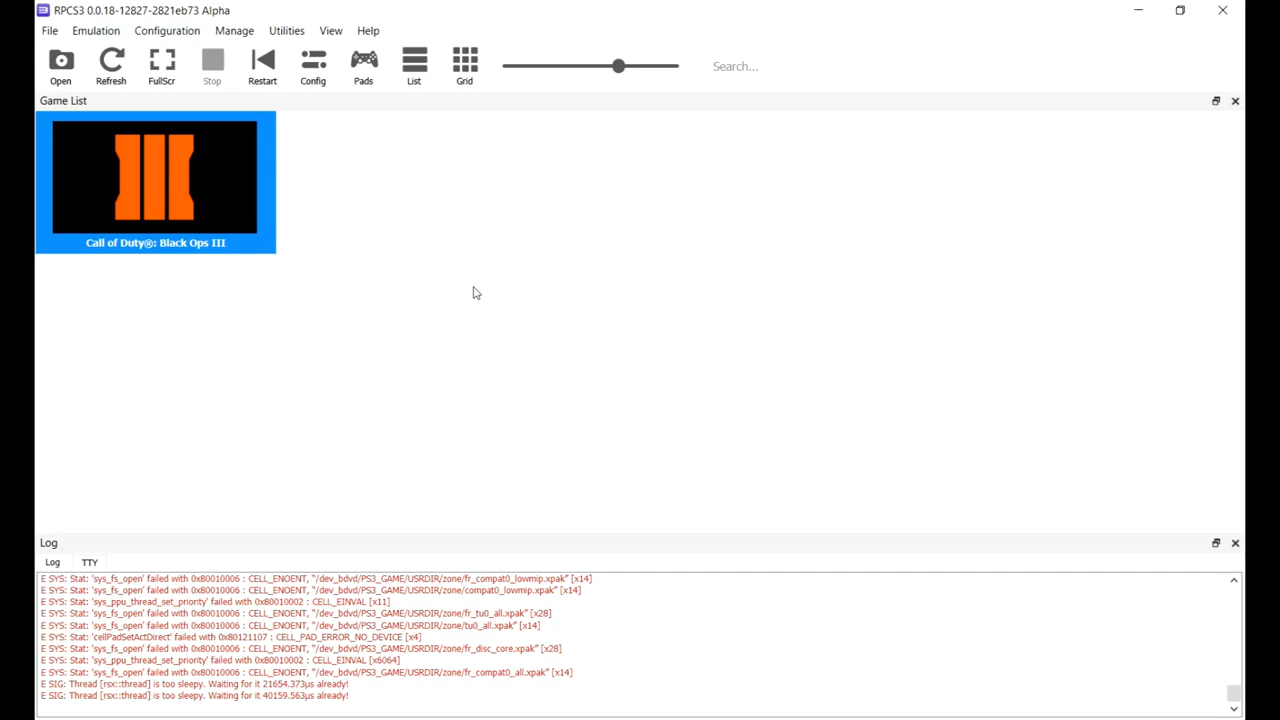 RPCS3 0.0.18-12827-2821eb73 Alpha
File Emulation Configuration Manage Utilities View Help
Open Refresh FullScr Stop Restart Config Pads List Grid Search...
Game List
Call of Duty®: Black Ops III
Log
Log TTY
E SYS: Stat: 'sys_fs_open' failed with 0x80010006 : CELL_ENOENT, "/dev_bdvd/PS3_GAME/USRDIR/zone/fr_compat0_lowmip.xpak" [x14]
E SYS: Stat: 'sys_fs_open' failed with 0x80010006 : CELL_ENOENT, "/dev_bdvd/PS3_GAME/USRDIR/zone/compat0_lowmip.xpak" [x14]
E SYS: Stat: 'sys_ppu_thread_set_priority' failed with 0x80010002 : CELL_EINVAL [x11]
E SYS: Stat: 'sys_fs_open' failed with 0x80010006 : CELL_ENOENT, "/dev_bdvd/PS3_GAME/USRDIR/zone/fr_tu0_all.xpak" [x28]
E SYS: Stat: 'sys_fs_open' failed with 0x80010006 : CELL_ENOENT, "/dev_bdvd/PS3_GAME/USRDIR/zone/tu0_all.xpak" [x14]
E SYS: Stat: 'cellPadSetActDirect' failed with 0x80121107 : CELL_PAD_ERROR_NO_DEVICE [x4]
E SYS: Stat: 'sys_fs_open' failed with 0x80010006 : CELL_ENOENT, "/dev_bdvd/PS3_GAME/USRDIR/zone/fr_disc_core.xpak" [x28]
E SYS: Stat: 'sys_ppu_thread_set_priority' failed with 0x80010002 : CELL_EINVAL [x6064]
E SYS: Stat: 'sys_fs_open' failed with 0x80010006 : CELL_ENOENT, "/dev_bdvd/PS3_GAME/USRDIR/zone/fr_compat0_all.xpak" [x14]
E SIG: Thread [rsx::thread] is too sleepy. Waiting for it 21654.373µs already!
E SIG: Thread [rsx::thread] is too sleepy. Waiting for it 40159.563µs already!